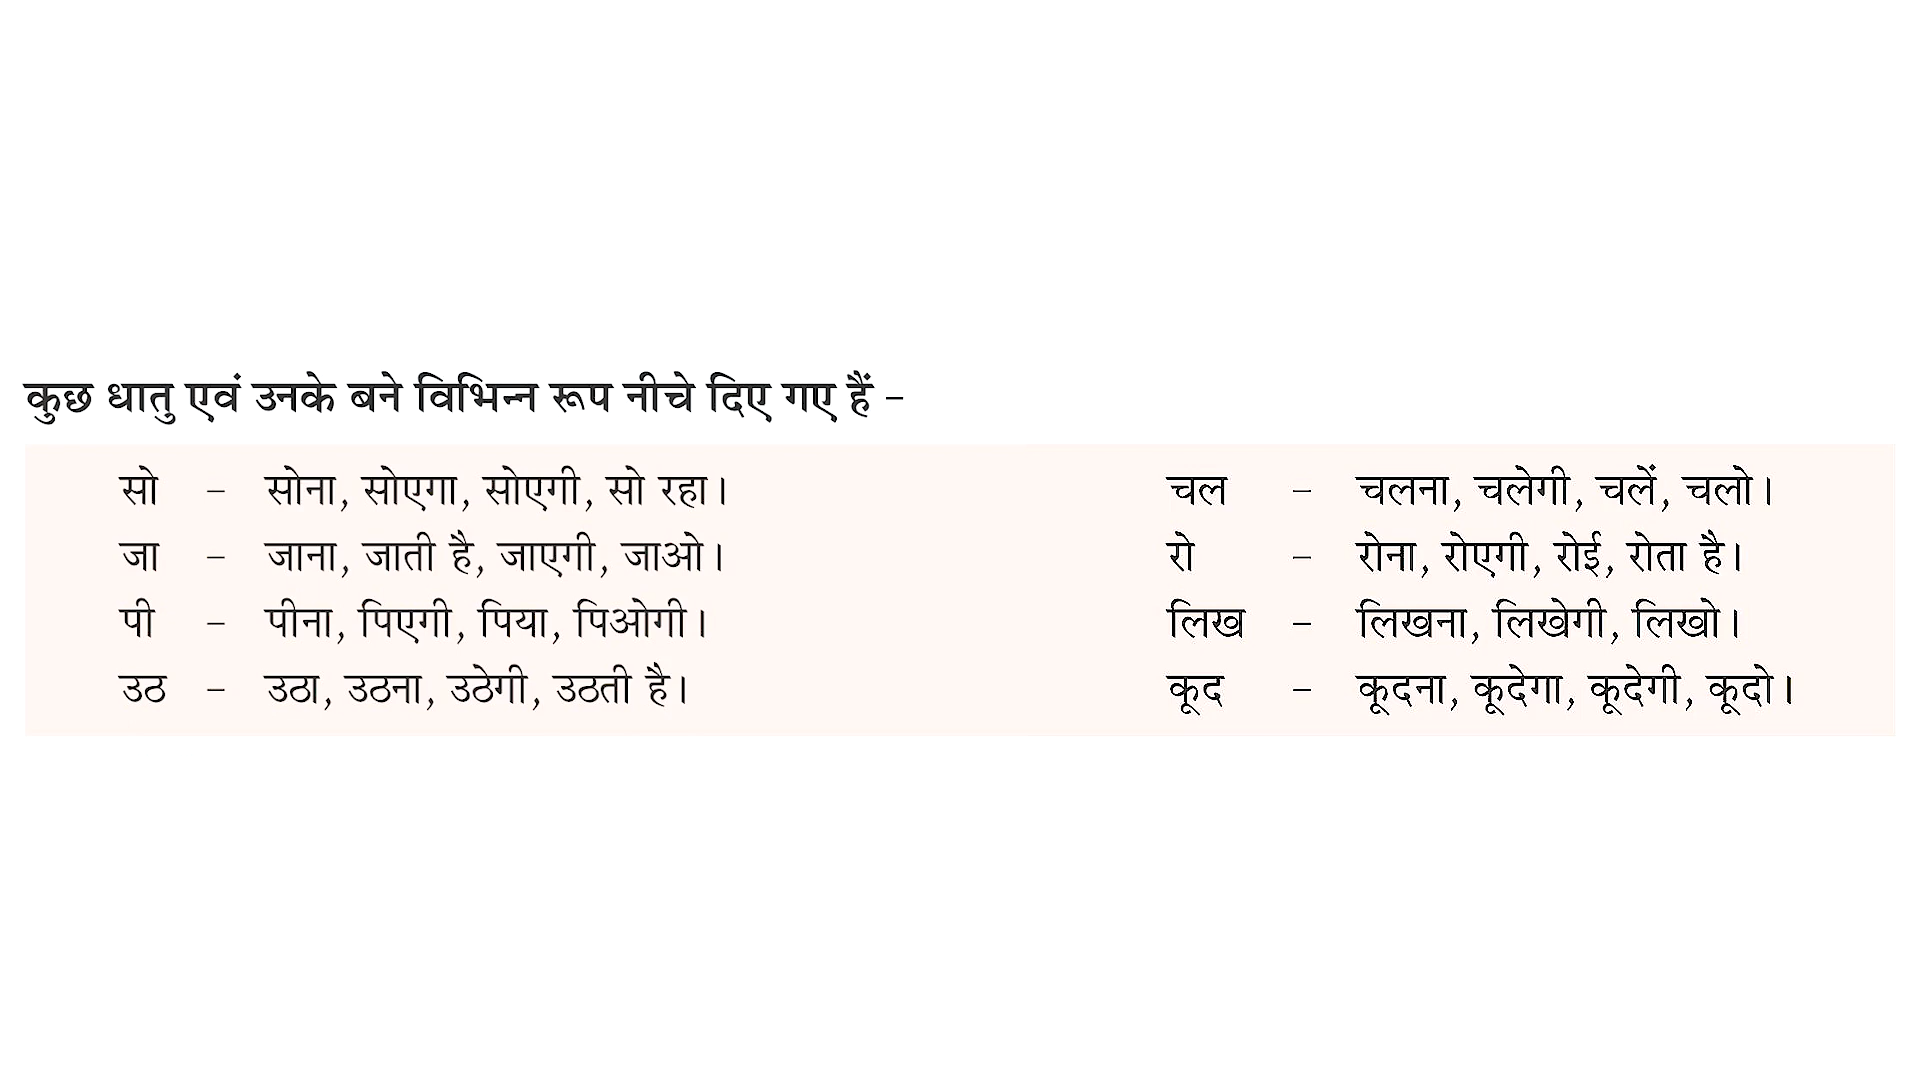 कुछ धातु एवं उनके बने विभिन्न रूप नीचे दिए गए हैं –
सो – सोना, सोएगा, सोएगी, सो रहा।
जा – जाना, जाती है, जाएगी, जाओ।
पी – पीना, पिएगी, पिया, पिओगी।
उठ – उठा, उठना, उठेगी, उठती है।
चल – चलना, चलेगी, चलें, चलो।
रो – रोना, रोएगी, रोई, रोता है।
लिख – लिखना, लिखेगी, लिखो।
कूद – कूदना, कूदेगा, कूदेगी, कूदो।